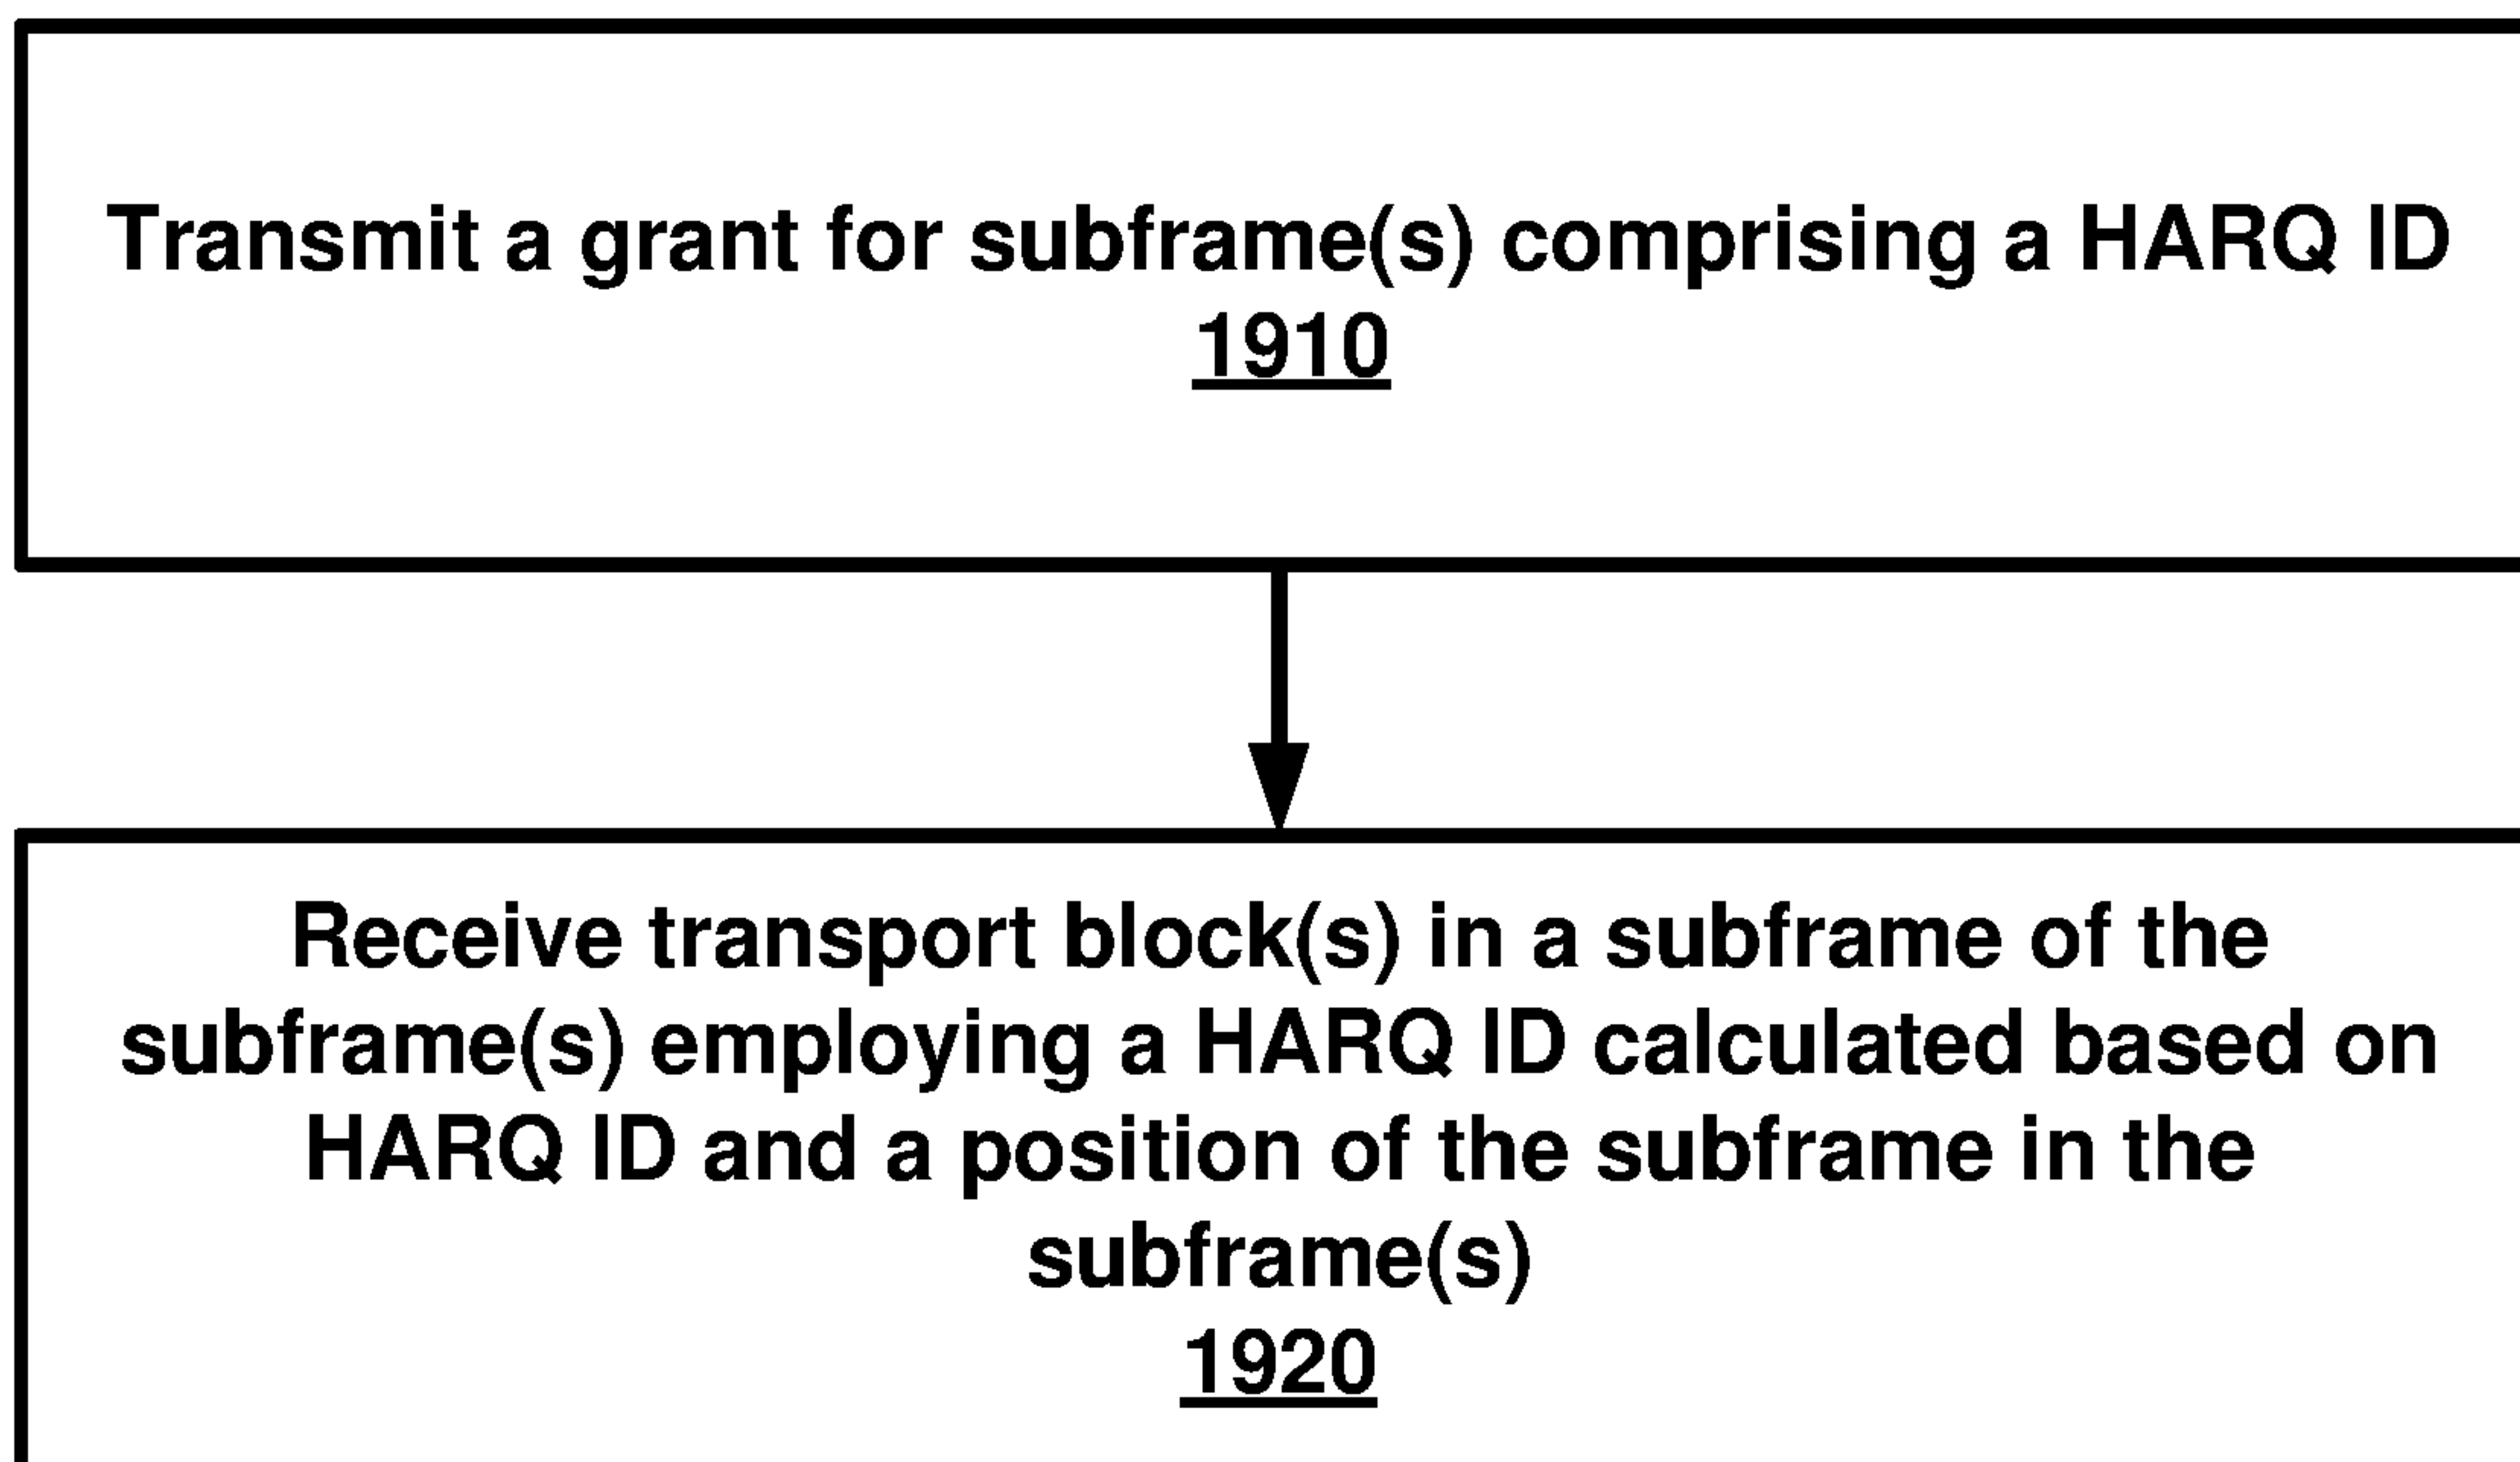 Transmit a grant for subframe(s) comprising a HARQ ID
1910
Receive transport block(s) in a subframe of the
subframe(s) employing a HARQ ID calculated based on
HARQ ID and a position of the subframe in the
subframe(s)
1920